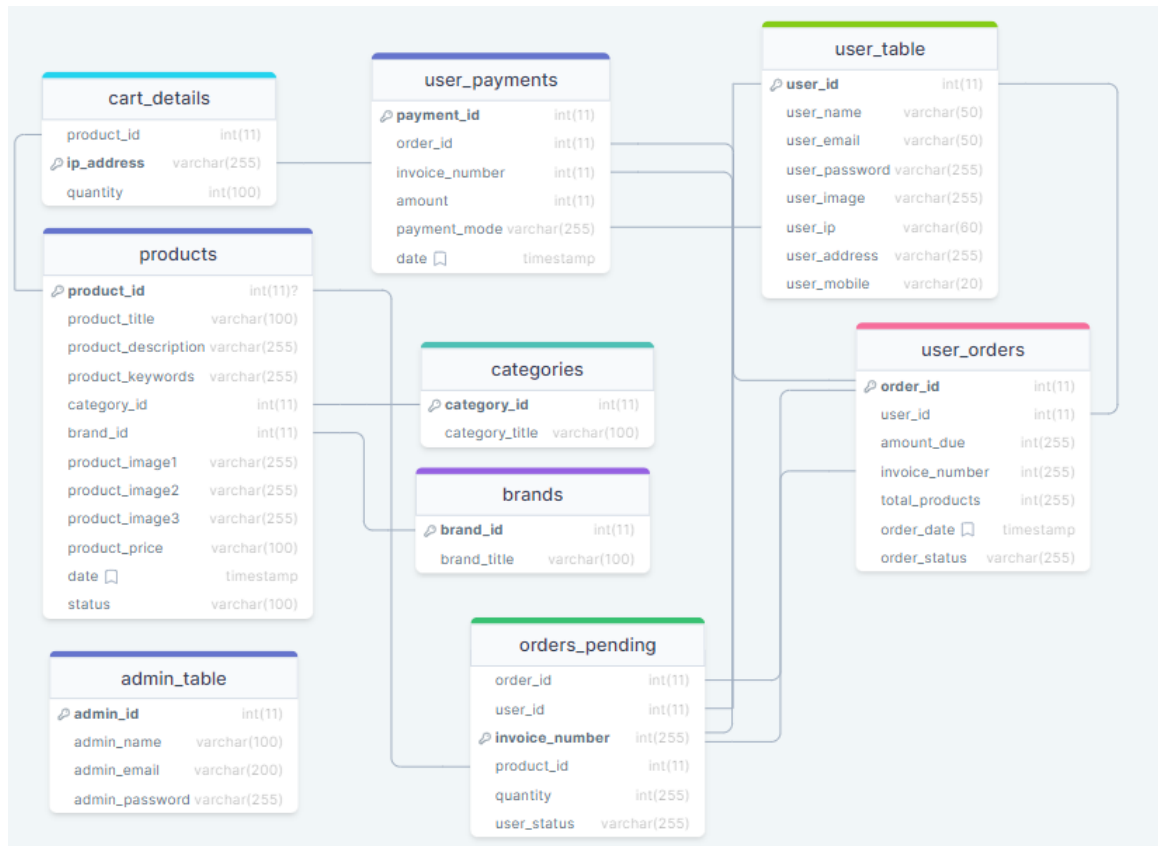 cart_details
product_id int(11)
ip_address varchar(255)
quantity int(100)
user_payments
payment_id int(11)
order_id int(11)
invoice_number int(11)
amount int(11)
payment_mode varchar(255)
date timestamp
user_table
user_id int(11)
user_name varchar(50)
user_email varchar(50)
user_password varchar(255)
user_image varchar(255)
user_ip varchar(60)
user_address varchar(255)
user_mobile varchar(20)
products
product_id int(11)?
product_title varchar(100)
product_description varchar(255)
product_keywords varchar(255)
category_id int(11)
brand_id int(11)
product_image1 varchar(255)
product_image2 varchar(255)
product_image3 varchar(255)
product_price varchar(100)
date timestamp
status varchar(100)
categories
category_id int(11)
category_title varchar(100)
brands
brand_id int(11)
brand_title varchar(100)
user_orders
order_id int(11)
user_id int(11)
amount_due int(255)
invoice_number int(255)
total_products int(255)
order_date timestamp
order_status varchar(255)
admin_table
admin_id int(11)
admin_name varchar(100)
admin_email varchar(200)
admin_password varchar(255)
orders_pending
order_id int(11)
user_id int(11)
invoice_number int(255)
product_id int(11)
quantity int(255)
user_status varchar(255)